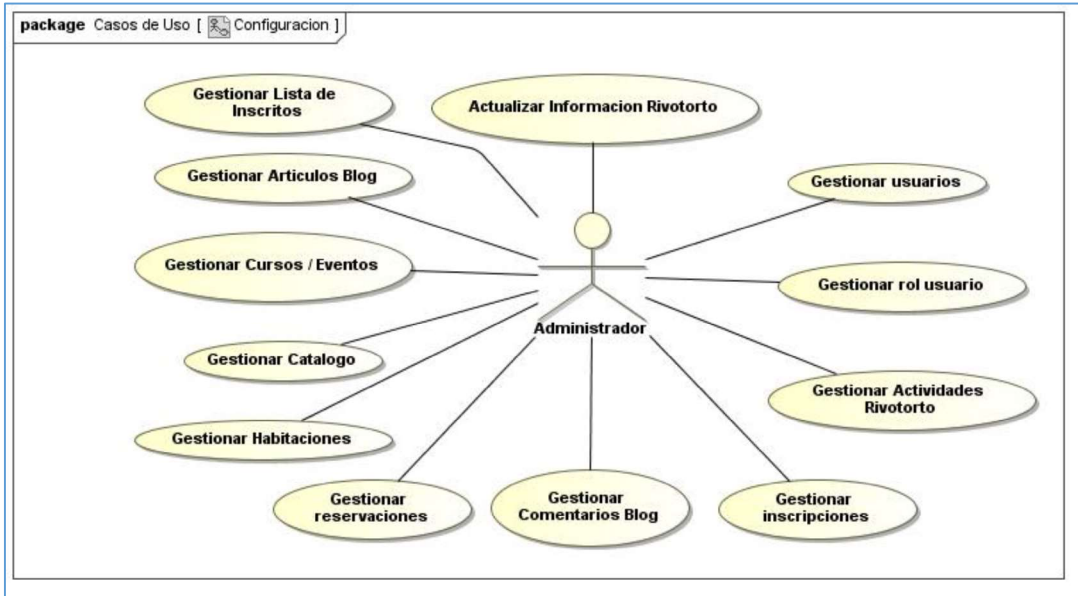 package Casos de Uso [ Configuracion ]
Gestionar Lista de
Inscritos
Actualizar Informacion Rivotorto
Gestionar Articulos Blog
Gestionar usuarios
Gestionar Cursos / Eventos
Gestionar rol usuario
Administrador
Gestionar Catalogo
Gestionar Actividades
Rivotorto
Gestionar Habitaciones
Gestionar
reservaciones
Gestionar
Comentarios Blog
Gestionar
inscripciones